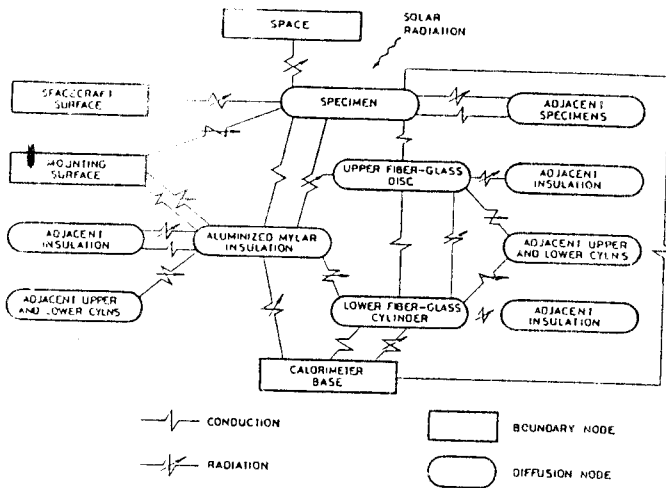 SPACE
SOLAR
RADIATION
SPACECRAFT
SURFACE
SPECIMEN
ADJACENT
SPECIMENS
MOUNTING
SURFACE
UPPER FIBER-GLASS
DISC
ADJACENT
INSULATION
ADJACENT
INSULATION
ALUMINIZED MYLAR
INSULATION
ADJACENT UPPER
AND LOWER CYLNS
ADJACENT UPPER
AND LOWER CYLNS
LOWER FIBER-GLASS
CYLINDER
ADJACENT
INSULATION
CALORIMETER
BASE
CONDUCTION
BOUNDARY NODE
RADIATION
DIFFUSION NODE